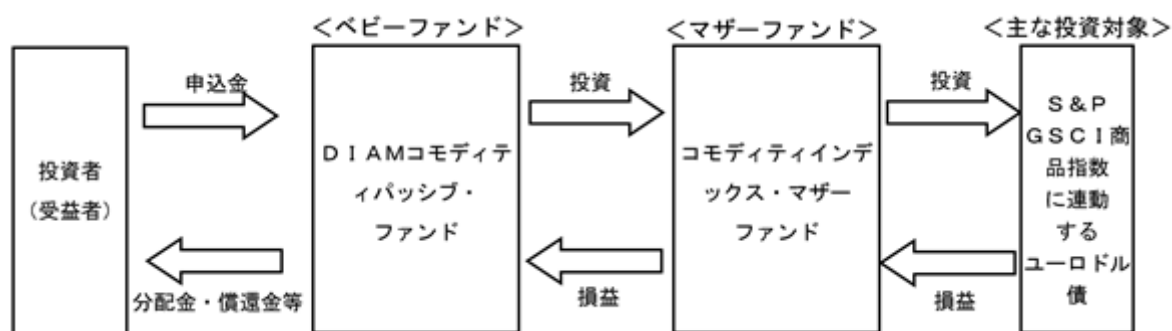 ＜ベビーファンド＞
＜マザーファンド＞
＜主な投資対象＞
投資者
（受益者）
申込金
分配金・償還金等
ＤＩＡＭコモディテ
ィパッシブ・
ファンド
投資
損益
コモディティインデ
ックス・マザー
ファンド
投資
損益
Ｓ＆Ｐ
ＧＳＣＩ商
品指数
に連動
する
ユーロドル
債